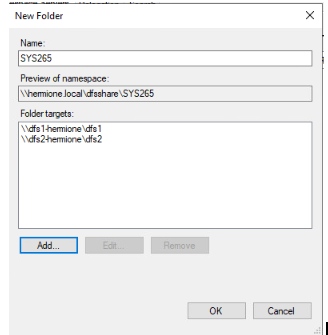 New Folder
Name:
SYS265
Preview of namespace:
\\hermione.local\dfsshare\SYS265
Folder targets:
\\dfs1-hermione\dfs1
\\dfs2-hermione\dfs2
Add...
Edit...
Remove
OK
Cancel